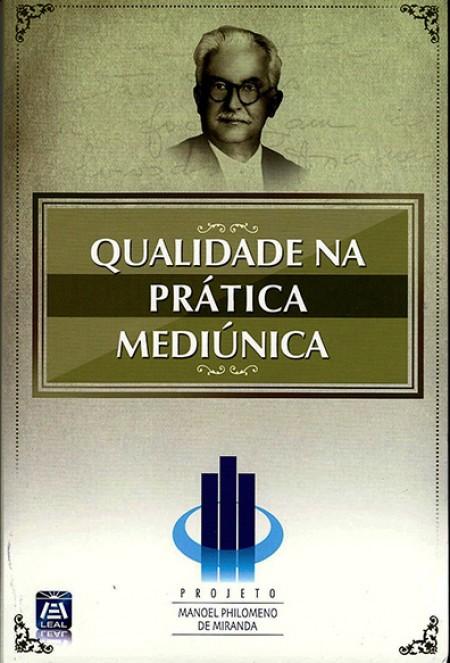 QUALIDADE NA
PRÁTICA
MEDIÚNICA
PROJETO
MANOEL PHILOMENO
DE MIRANDA
LEAL